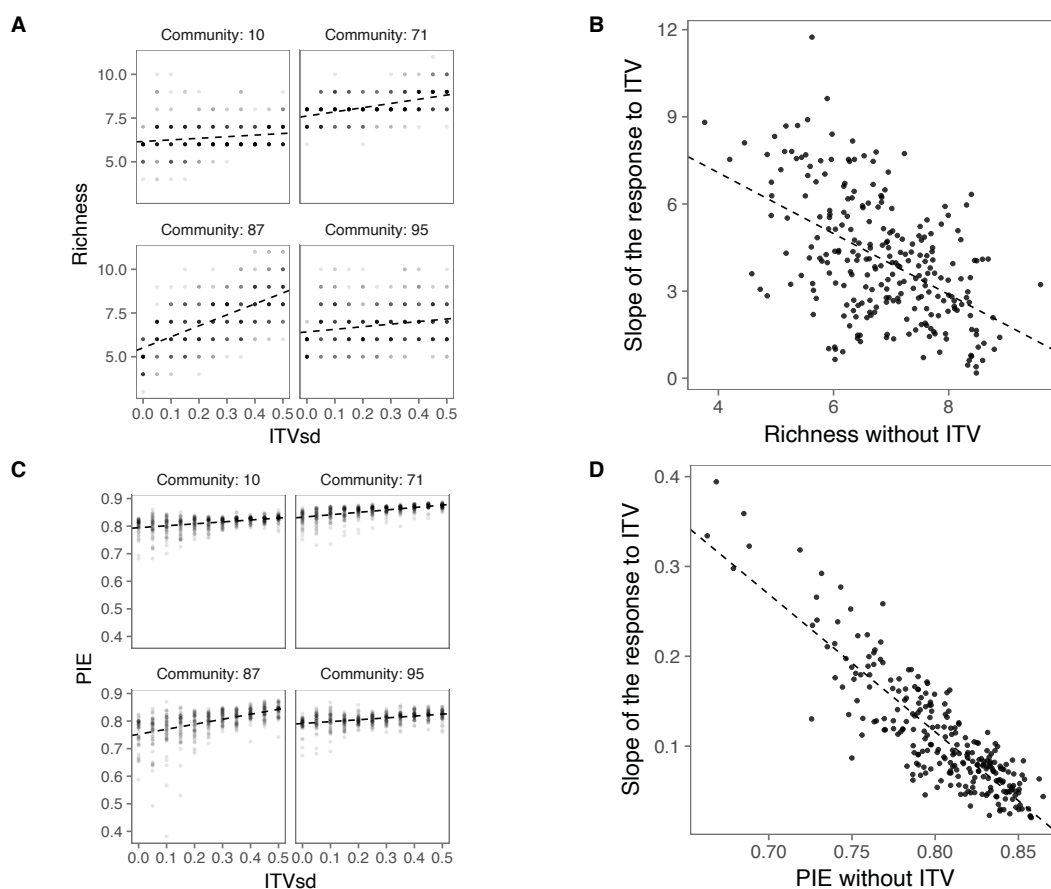 A
Community: 10
Community: 71
10.0
7.5
5.0
Community: 87
Community: 95
10.0
7.5
5.0
0.0 0.1 0.2 0.3 0.4 0.5 0.0 0.1 0.2 0.3 0.4 0.5
ITVsd
Richness
B
12
9
6
3
0
4 6 8
Richness without ITV
Slope of the response to ITV
C
Community: 10
Community: 71
0.9
0.8
0.7
0.6
0.5
0.4
Community: 87
Community: 95
0.9
0.8
0.7
0.6
0.5
0.4
0.0 0.1 0.2 0.3 0.4 0.5 0.0 0.1 0.2 0.3 0.4 0.5
ITVsd
PIE
D
0.4
0.3
0.2
0.1
0.70 0.75 0.80 0.85
PIE without ITV
Slope of the response to ITV